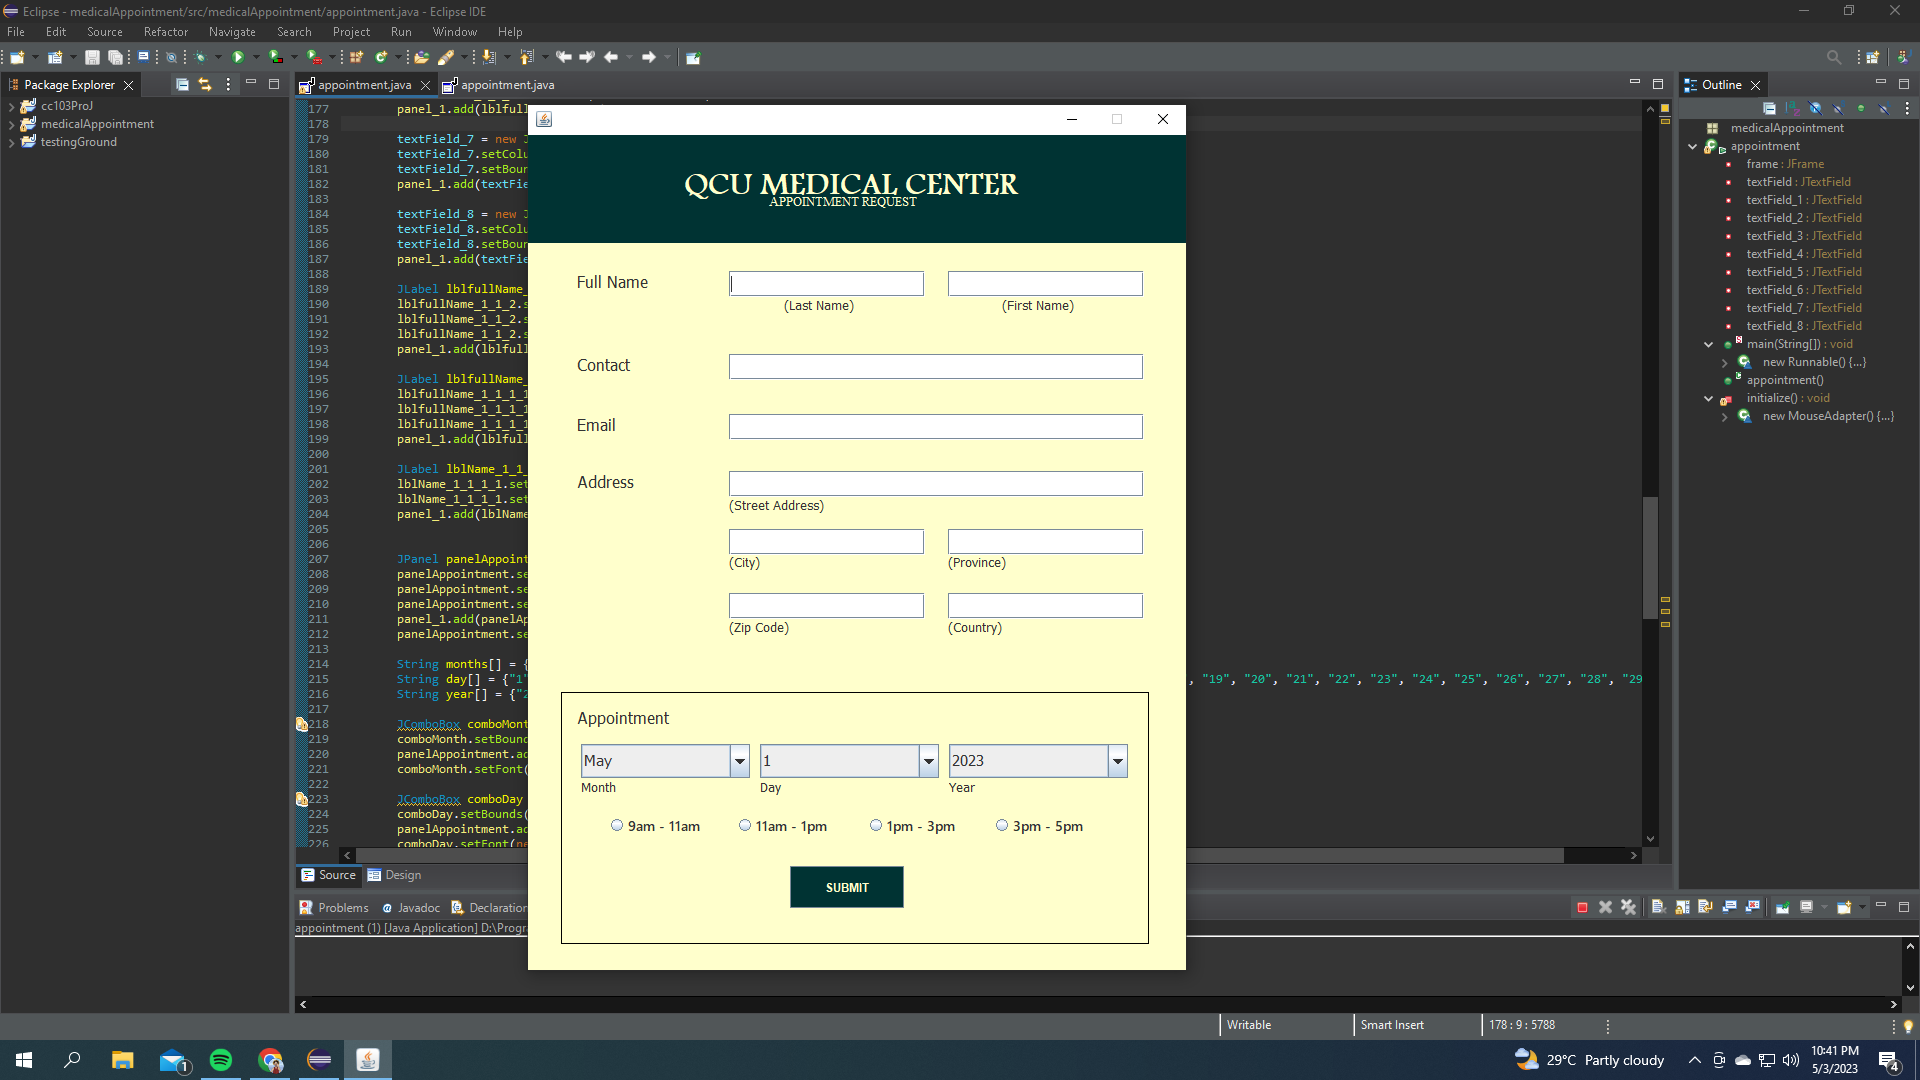 Eclipse - medicalAppointment/src/medicalAppointment/appointment.java - Eclipse IDE
File Edit Source Refactor Navigate Search Project Run Window Help
Package Explorer
cc103ProJ
medicalAppointment
testingGround
appointment.java
appointment.java
177 panel_1.add(lblfull
178
179 textField_7 = new J
180 textField_7.setColu
181 textField_7.setBoun
182 panel_1.add(textFie
183
184 textField_8 = new J
185 textField_8.setColu
186 textField_8.setBoun
187 panel_1.add(textFie
188
189 JLabel lblfullName_
190 lblfullName_1_1_2.s
191 lblfullName_1_1_2.s
192 lblfullName_1_1_2.s
193 panel_1.add(lblfull
194
195 JLabel lblfullName_
196 lblfullName_1_1_1_1
197 lblfullName_1_1_1_1
198 lblfullName_1_1_1_1
199 panel_1.add(lblfull
200
201 JLabel lblName_1_1_
202 lblName_1_1_1_1.set
203 lblName_1_1_1_1.set
204 panel_1.add(lblName
205
206
207 JPanel panelAppoint
208 panelAppointment.se
209 panelAppointment.se
210 panelAppointment.se
211 panel_1.add(panelAp
212 panelAppointment.se
213
214 String months[] = {
215 String day[] = {"1" , "19", "20", "21", "22", "23", "24", "25", "26", "27", "28", "29
216 String year[] = {"2
217
218 JComboBox comboMont
219 comboMonth.setBound
220 panelAppointment.ad
221 comboMonth.setFont(
222
223 JComboBox comboDay
224 comboDay.setBounds(
225 panelAppointment.ad
226 comboDay.setFont(ne
Source Design
QCU MEDICAL CENTER
APPOINTMENT REQUEST
Full Name
(Last Name) (First Name)
Contact
Email
Address
(Street Address)
(City) (Province)
(Zip Code) (Country)
Appointment
May 1 2023
Month Day Year
9am - 11am 11am - 1pm 1pm - 3pm 3pm - 5pm
SUBMIT
Outline
medicalAppointment
appointment
frame : JFrame
textField : JTextField
textField_1 : JTextField
textField_2 : JTextField
textField_3 : JTextField
textField_4 : JTextField
textField_5 : JTextField
textField_6 : JTextField
textField_7 : JTextField
textField_8 : JTextField
main(String[]) : void
new Runnable() {...}
appointment()
initialize() : void
new MouseAdapter() {...}
Problems Javadoc Declaration
appointment (1) [Java Application] D:\Progr
Writable Smart Insert 178 : 9 : 5788
1
29°C Partly cloudy
10:41 PM
5/3/2023
4